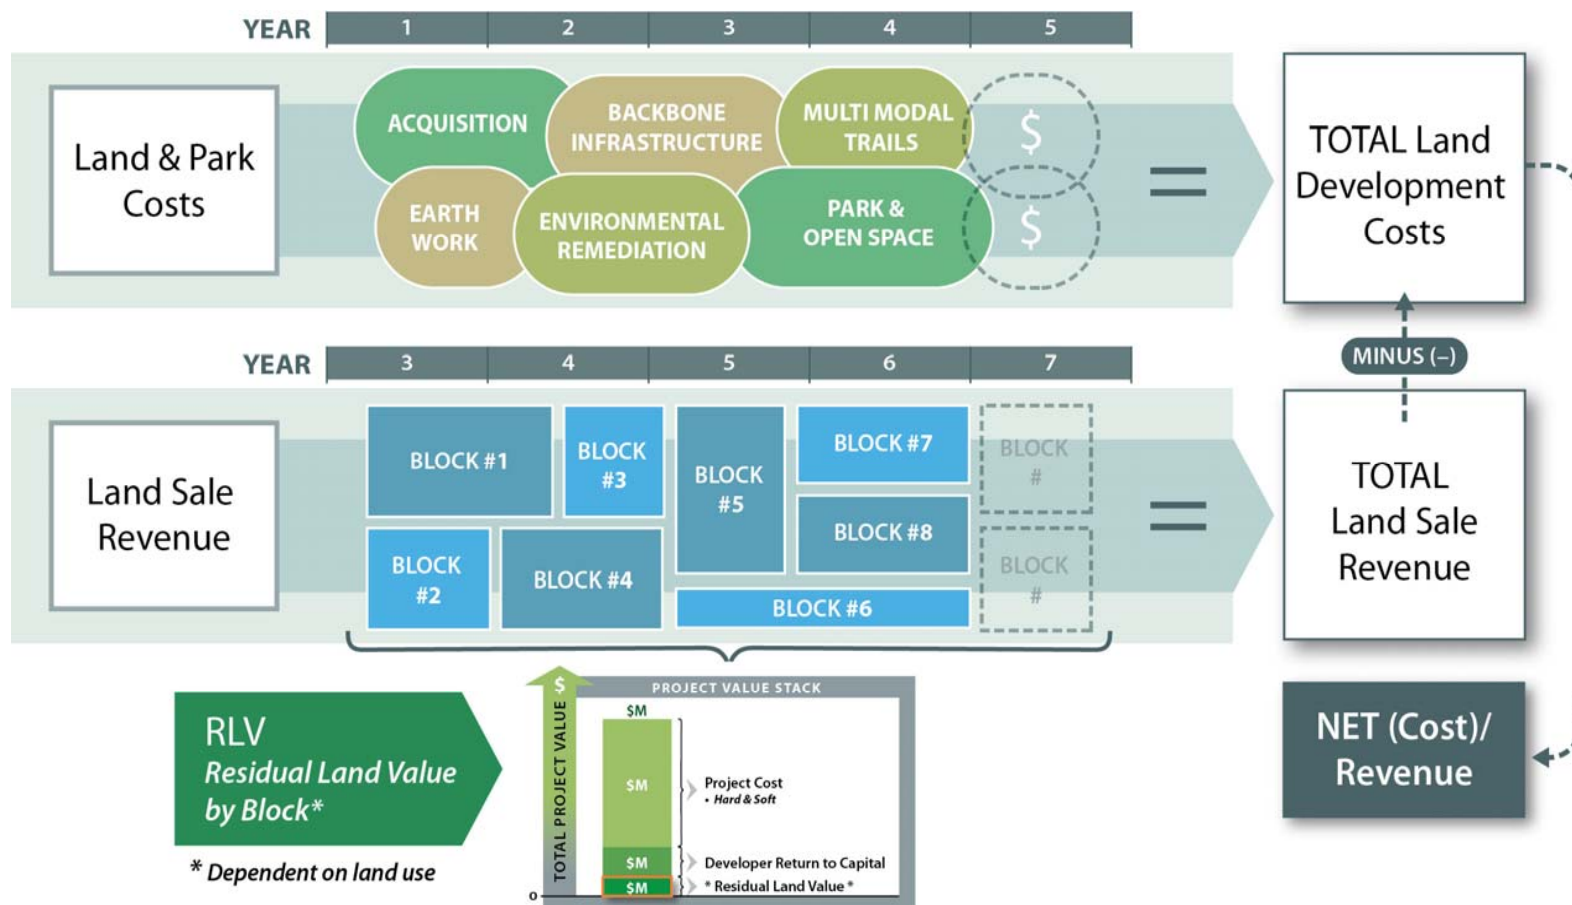 YEAR 1 2 3 4 5
Land & Park
Costs
ACQUISITION
BACKBONE
INFRASTRUCTURE
MULTI MODAL
TRAILS
$
EARTH
WORK
ENVIRONMENTAL
REMEDIATION
PARK &
OPEN SPACE
$
=
TOTAL Land
Development
Costs
MINUS (–)
YEAR 3 4 5 6 7
Land Sale
Revenue
BLOCK #1
BLOCK
#2
BLOCK
#3
BLOCK #4
BLOCK
#5
BLOCK #6
BLOCK #7
BLOCK #8
BLOCK
#
BLOCK
#
=
TOTAL
Land Sale
Revenue
RLV
Residual Land Value
by Block*
* Dependent on land use
PROJECT VALUE STACK
$
TOTAL PROJECT VALUE
0
$M
$M
Project Cost
• Hard & Soft
$M
Developer Return to Capital
$M
* Residual Land Value *
NET (Cost)/
Revenue